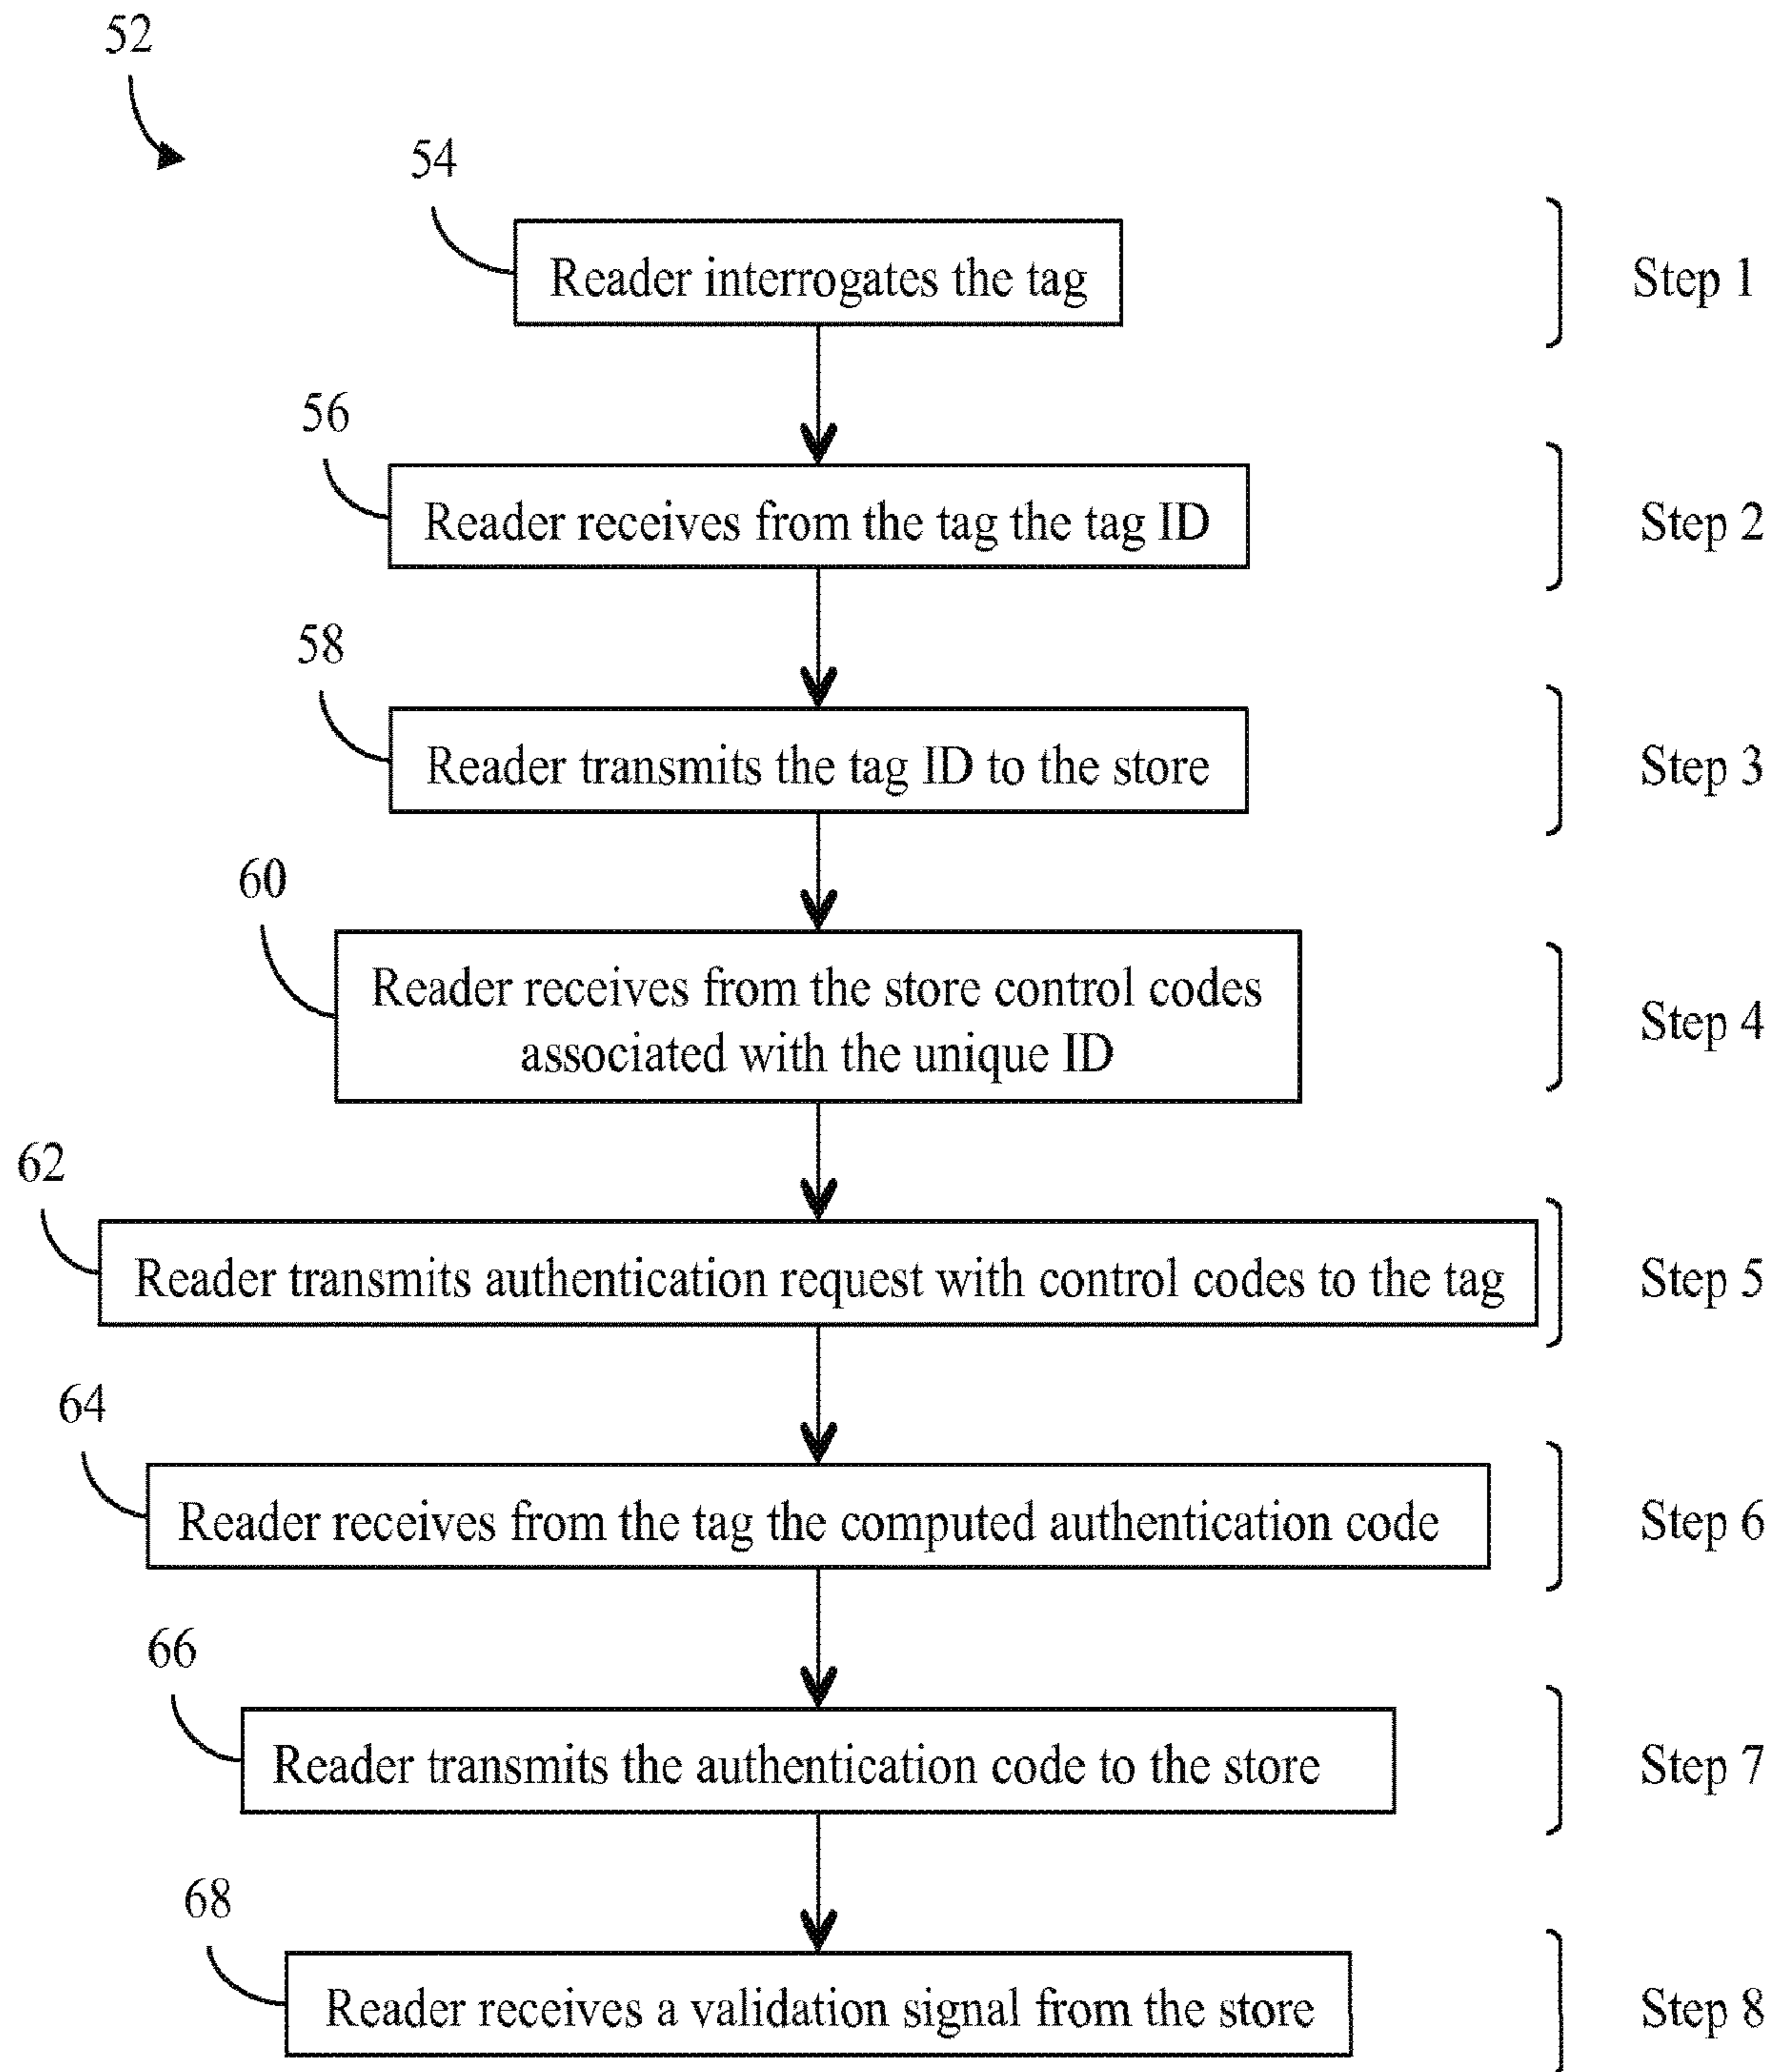 52
54
Reader interrogates the tag
Step 1
56
Reader receives from the tag the tag ID
Step 2
58
Reader transmits the tag ID to the store
Step 3
60
Reader receives from the store control codes
associated with the unique ID
Step 4
62
Reader transmits authentication request with control codes to the tag
Step 5
64
Reader receives from the tag the computed authentication code
Step 6
66
Reader transmits the authentication code to the store
Step 7
68
Reader receives a validation signal from the store
Step 8